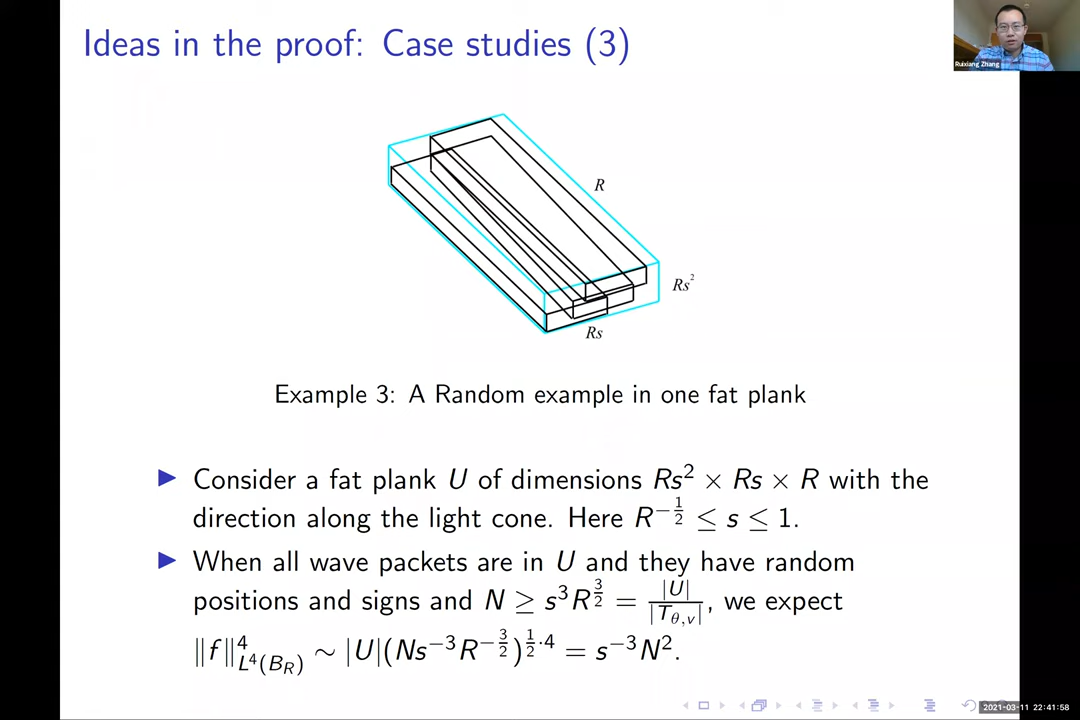 Ideas in the proof: Case studies (3)
Ruixiang Zhang
R
Rs²
Rs
Example 3: A Random example in one fat plank
▶ Consider a fat plank U of dimensions Rs² × Rs × R with the
direction along the light cone. Here R^{-1/2} ≤ s ≤ 1.
▶ When all wave packets are in U and they have random
positions and signs and N ≥ s³R^{3/2} = |U|/|T_{θ,v}|, we expect
‖f‖⁴_{L⁴(B_R)} ∼ |U|(Ns^{-3}R^{-3/2})^{1/2·4} = s^{-3}N².
2021-03-11 22:41:58